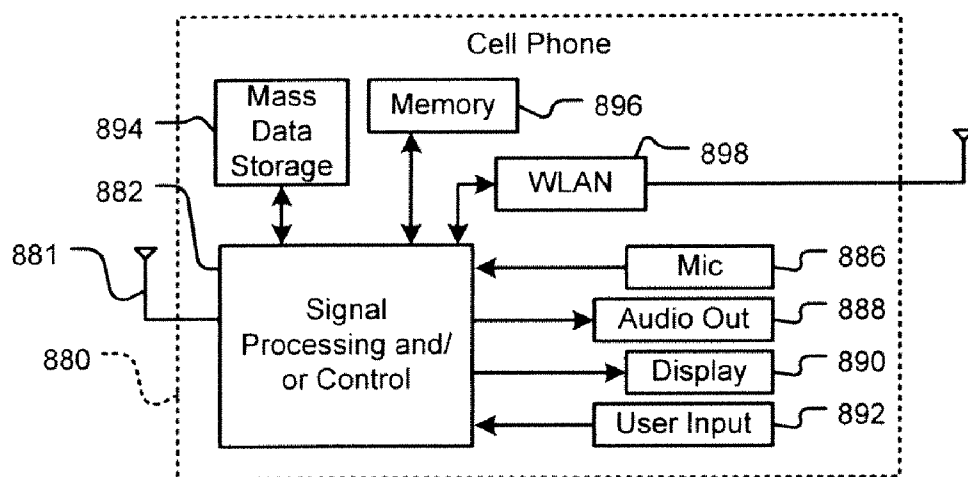 Cell Phone
Mass
Data
Storage
894
Memory
896
WLAN
898
882
881
880
Signal
Processing and/
or Control
Mic
886
Audio Out
888
Display
890
User Input
892